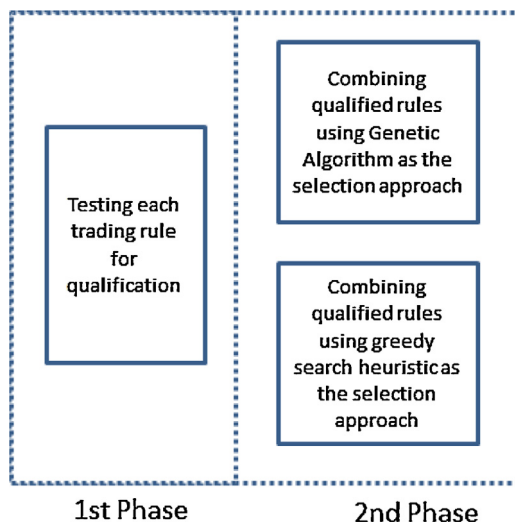 Testing each
trading rule
for
qualification
Combining
qualified rules
using Genetic
Algorithm as the
selection approach
Combining
qualified rules
using greedy
search heuristic as
the selection
approach
1st Phase
2nd Phase